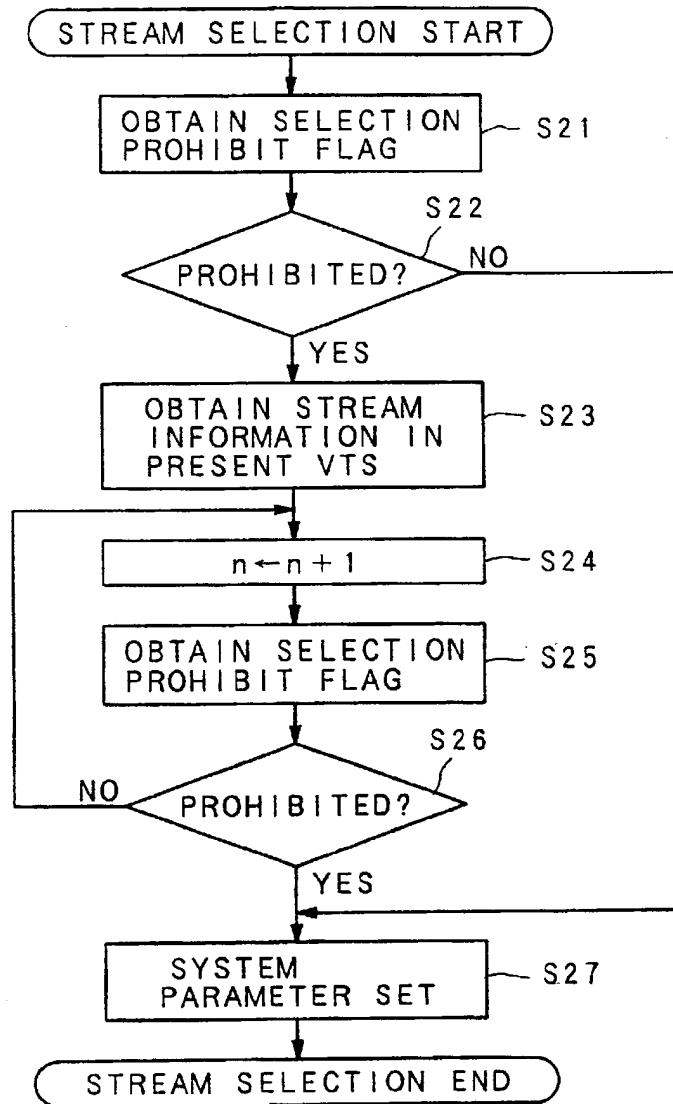 STREAM SELECTION START
OBTAIN SELECTION
PROHIBIT FLAG
S21
S22
PROHIBITED?
NO
YES
OBTAIN STREAM
INFORMATION IN
PRESENT VTS
S23
n←n+1
S24
OBTAIN SELECTION
PROHIBIT FLAG
S25
S26
NO
PROHIBITED?
YES
SYSTEM
PARAMETER SET
S27
STREAM SELECTION END